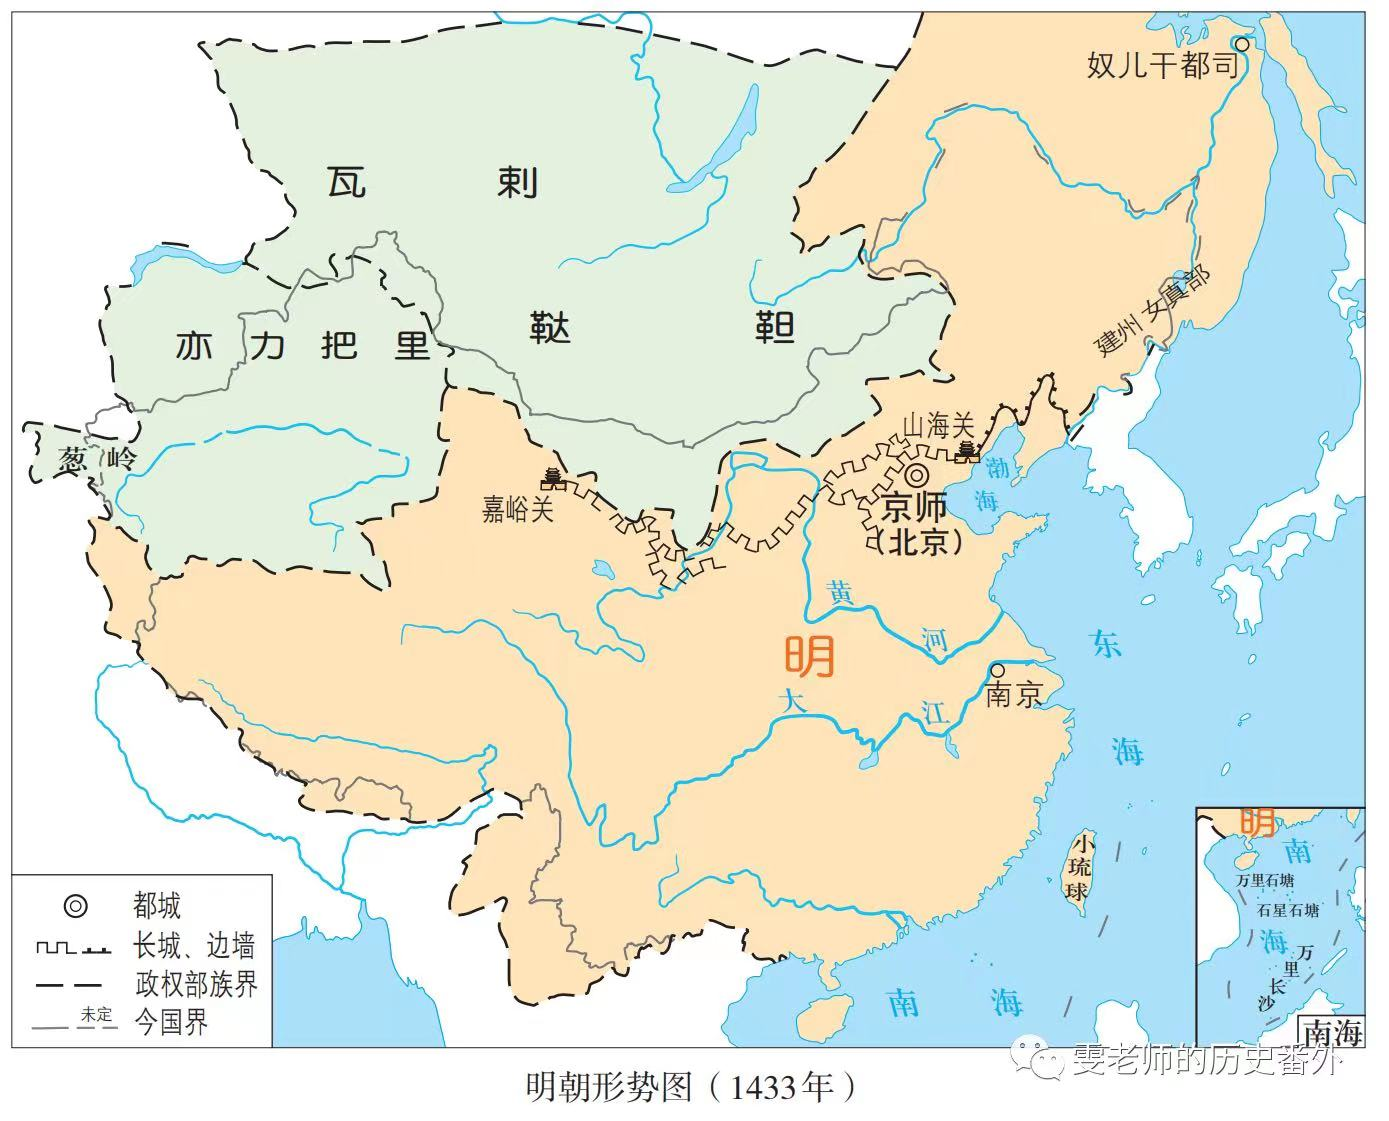 奴儿干都司
瓦剌
鞑靼
亦力把里
葱岭
建州女真部
山海关
嘉峪关
京师
(北京)
渤海
黄河
明
大江
南京
东海
小琉球
南海
明
南海
万里石塘
石星石塘
万里长沙
南海
都城
长城、边墙
政权部族界
未定
今国界
雯老师的历史番外
明朝形势图（1433年）